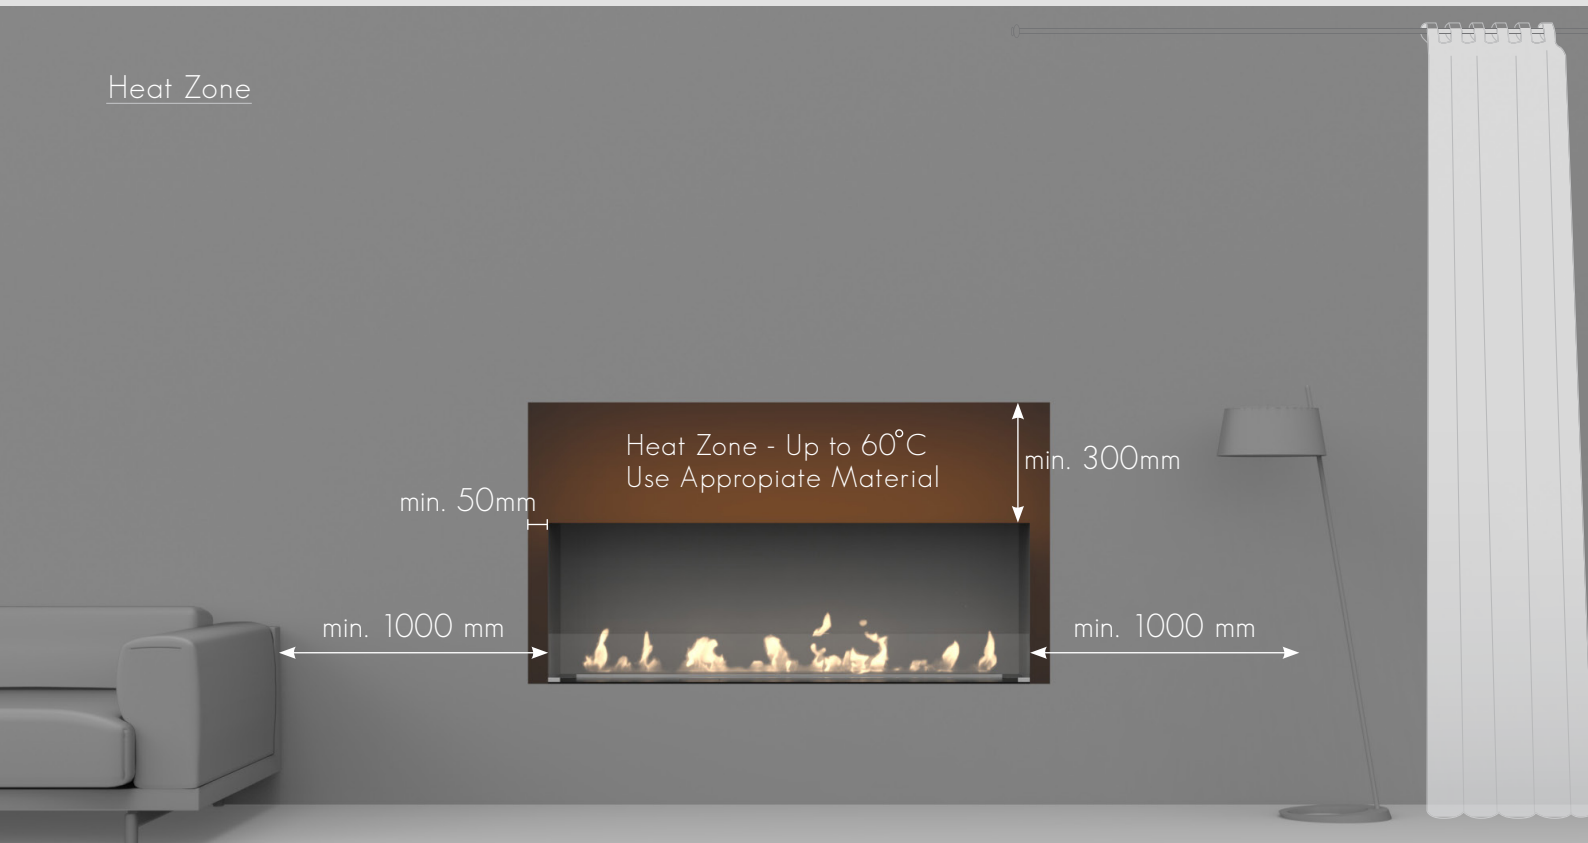 Heat Zone
Heat Zone - Up to 60°C
Use Appropiate Material
min. 300mm
min. 50mm
min. 1000 mm
min. 1000 mm